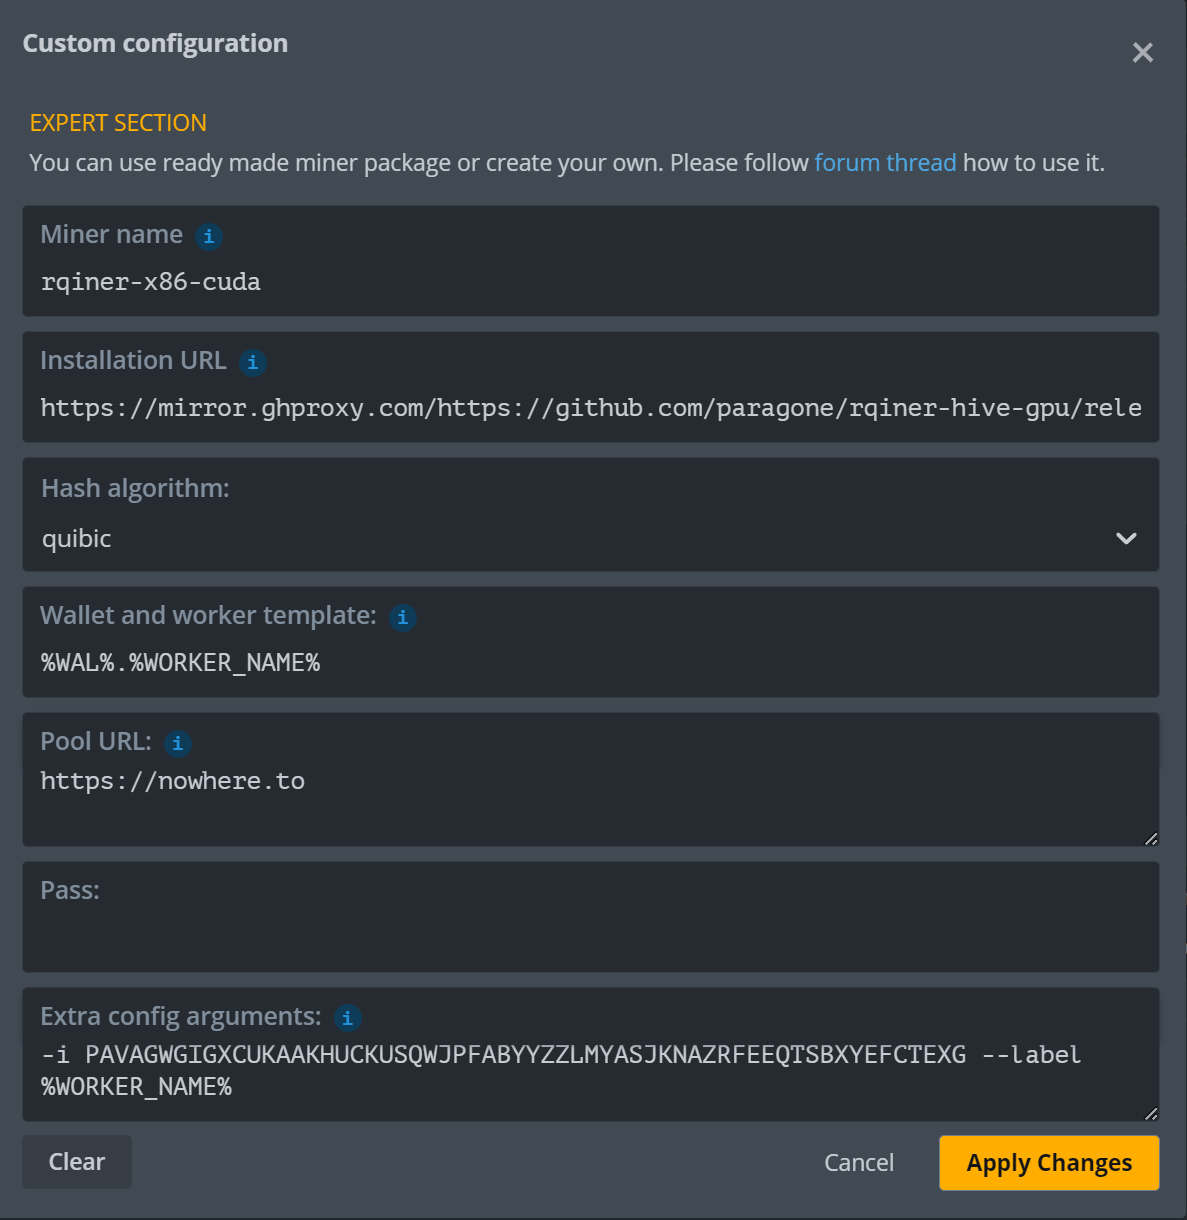 Custom configuration
EXPERT SECTION
You can use ready made miner package or create your own. Please follow forum thread how to use it.
Miner name
rqiner-x86-cuda
Installation URL
https://mirror.ghproxy.com/https://github.com/paragone/rqiner-hive-gpu/rele
Hash algorithm:
quibic
Wallet and worker template:
%WAL%.%WORKER_NAME%
Pool URL:
https://nowhere.to
Pass:
Extra config arguments:
-i PAVAGWGIGXCUKAAKHUCKUSQWJPFABYYZZLMYASJKNAZRFEEQTSBXYEFCTEXG --label
%WORKER_NAME%
Clear
Cancel
Apply Changes